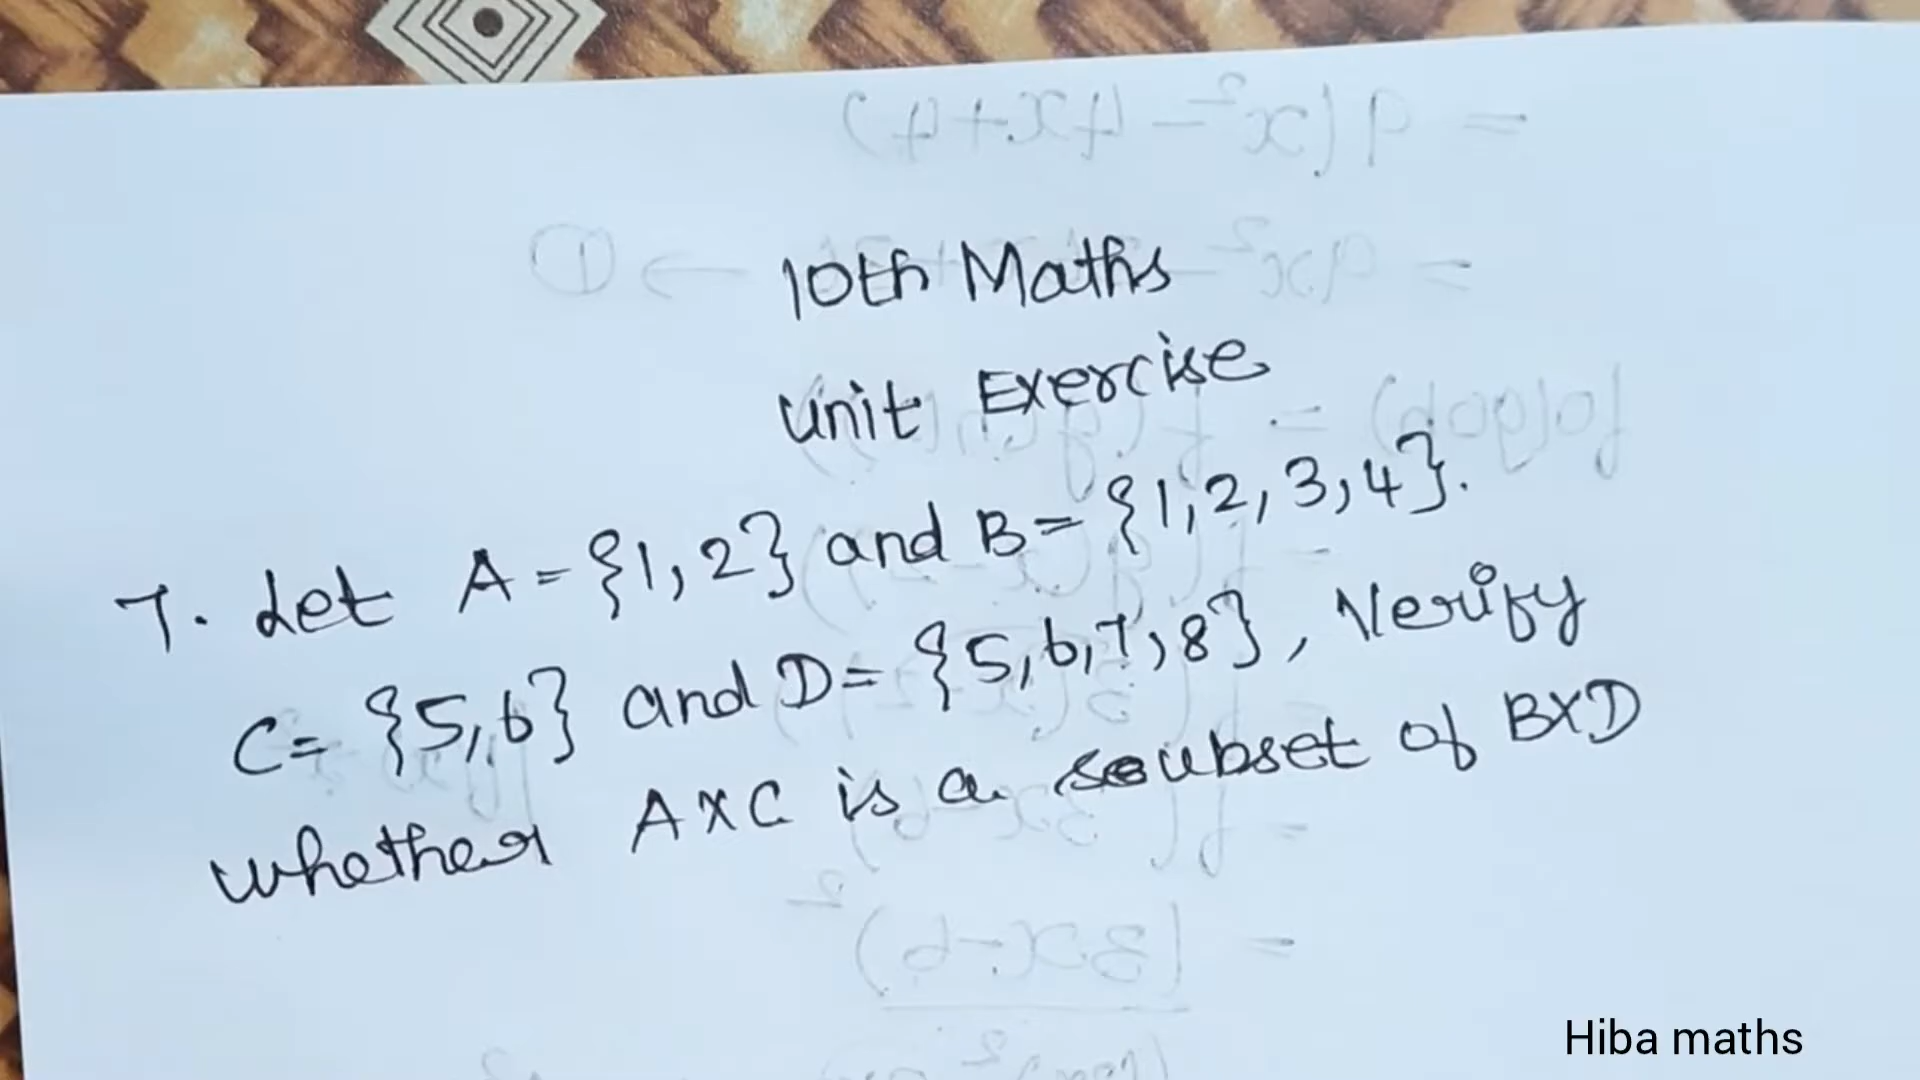 10th Maths
Unit Exercise
7. Let A = {1, 2} and B = {1, 2, 3, 4}.
C = {5, 6} and D = {5, 6, 7, 8}, Verify
whether A X C is a subset of B X D
Hiba maths